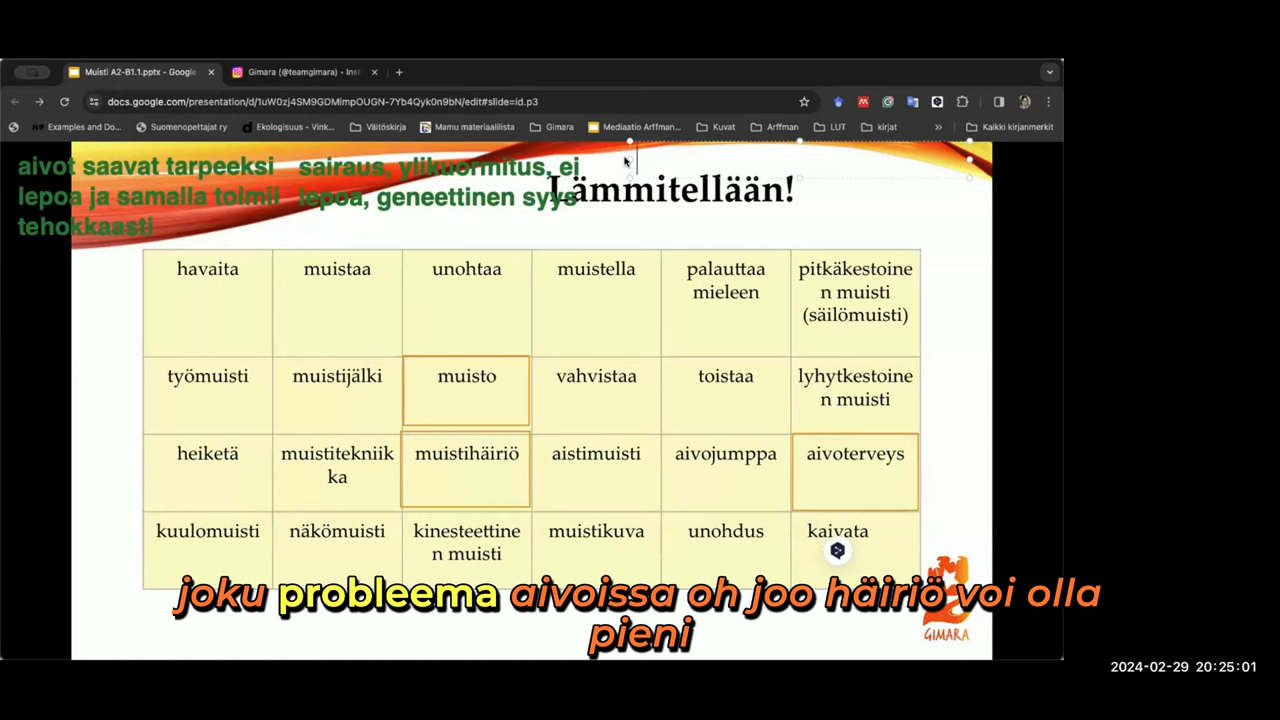 Muisti A2-B1.1.pptx - Google
Gimara (@teamgimara) • Ins
docs.google.com/presentation/d/1uW0zj4SM9GDMimpOUGN-7Yb4Qyk0n9bN/edit#slide=id.p3
Examples and Do...
Suomenopettajat ry
Ekologisuus - Vink...
Väitöskirja
Mamu materiaalilista
Gimara
Mediaatio Arffman...
Kuvat
Arffman
LUT
kirjat
»
Kaikki kirjanmerkit
aivot saavat tarpeeksi
lepoa ja samalla toimii
tehokkaasti
sairaus, ylikuormitus, ei
lepoa, geneettinen syys
Lämmitellään!
havaita
muistaa
unohtaa
muistella
palauttaa
mieleen
pitkäkestoine
n muisti
(säilömuisti)
työmuisti
muistijälki
muisto
vahvistaa
toistaa
lyhytkestoine
n muisti
heiketä
muistitekniik
ka
muistihäiriö
aistimuisti
aivojumppa
aivoterveys
kuulomuisti
näkömuisti
kinesteettine
n muisti
muistikuva
unohdus
kaivata
joku probleema aivoissa oh joo häiriö voi olla
pieni
GIMARA
2024-02-29 20:25:01